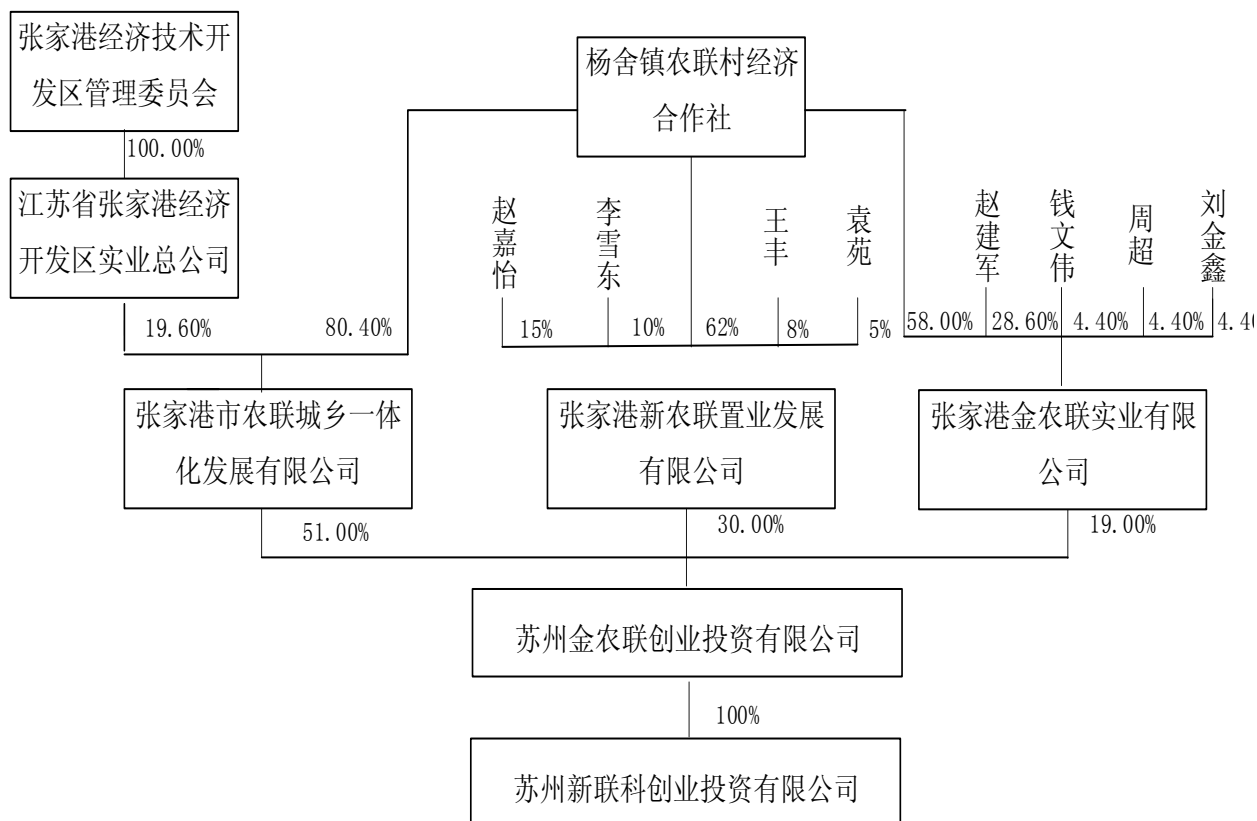 张家港经济技术开
发区管理委员会
杨舍镇农联村经济
合作社
100.00%
江苏省张家港经济
开发区实业总公司
赵嘉怡
李雪东
王丰
袁苑
赵建军
钱文伟
周超
刘金鑫
19.60%
80.40%
15%
10%
62%
8%
5%
58.00%
28.60%
4.40%
4.40%
4.40
张家港市农联城乡一体
化发展有限公司
张家港新农联置业发展
有限公司
张家港金农联实业有限
公司
51.00%
30.00%
19.00%
苏州金农联创业投资有限公司
100%
苏州新联科创业投资有限公司